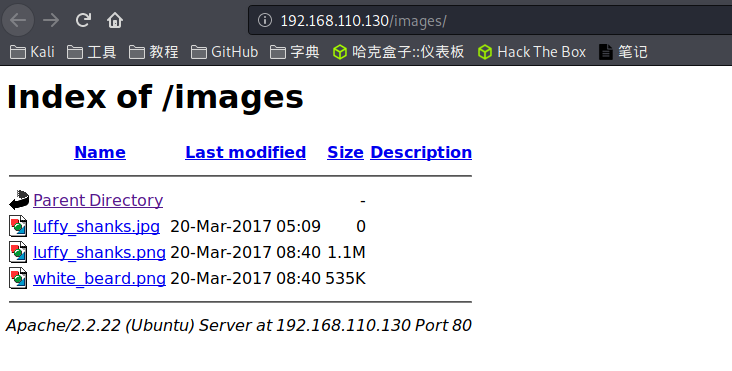 192.168.110.130/images/
Kali 工具 教程 GitHub 字典 哈克盒子::仪表板 Hack The Box 笔记
Index of /images
Name Last modified Size Description
Parent Directory -
luffy_shanks.jpg 20-Mar-2017 05:09 0
luffy_shanks.png 20-Mar-2017 08:40 1.1M
white_beard.png 20-Mar-2017 08:40 535K
Apache/2.2.22 (Ubuntu) Server at 192.168.110.130 Port 80